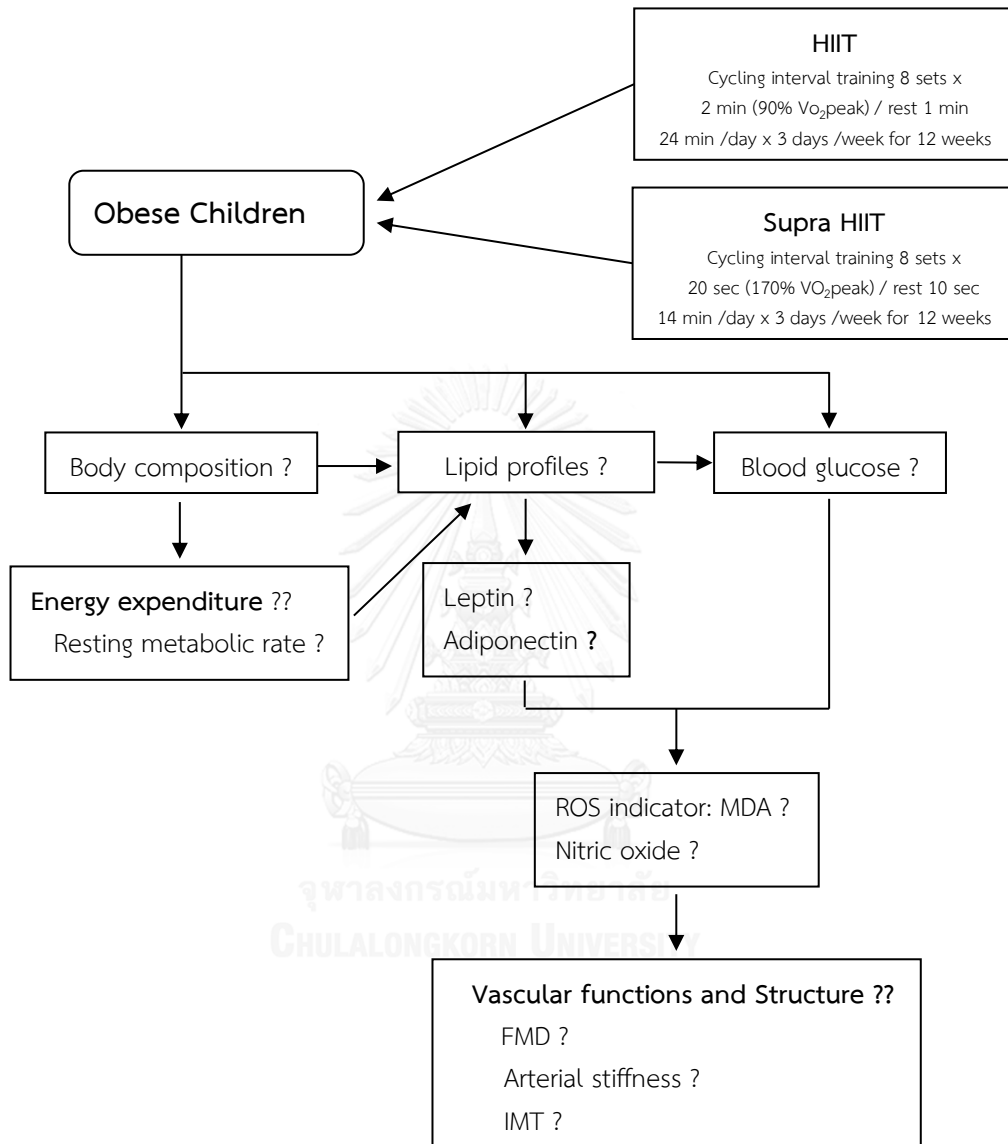 HIIT
Cycling interval training 8 sets x
2 min (90% Vo₂peak) / rest 1 min
24 min /day x 3 days /week for 12 weeks
Obese Children
Supra HIIT
Cycling interval training 8 sets x
20 sec (170% VO₂peak) / rest 10 sec
14 min /day x 3 days /week for 12 weeks
Body composition ?
Lipid profiles ?
Blood glucose ?
Energy expenditure ??
Resting metabolic rate ?
Leptin ?
Adiponectin ?
ROS indicator: MDA ?
Nitric oxide ?
จุฬาลงกรณ์มหาวิทยาลัย
CHULALONGKORN UNIVERSITY
Vascular functions and Structure ??
FMD ?
Arterial stiffness ?
IMT ?